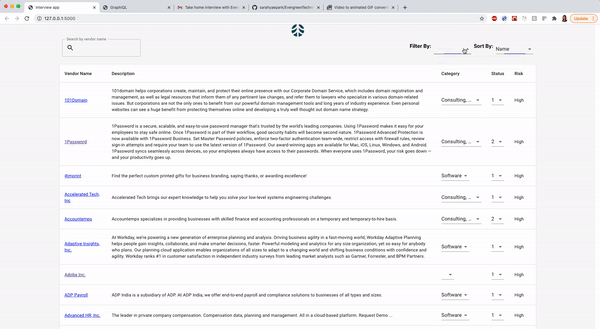 Interview app
GraphiQL
Take home interview with Ever
sarahyaeparin/EvergreenTech
Video to animated GIF convert
127.0.0.1:5000
Update
Search by vendor name
Filter By:
Sort By:
Name
Vendor Name Description Category Status Risk
101Domain
101domain helps corporations create, maintain, and protect their online presence with our Corporate Domain Service, which includes domain registration and
management, as well as legal resources that inform them of any pertinent law changes, and refer them to lawyers who specialize in various domain-related
issues. But corporations are not the only ones to benefit from our powerful domain management tools and long years of industry experience. Even personal
websites can see a huge benefit from protecting themselves online and developing a truly well thought out domain name strategy.
Consulting, ... 1 High
1Password
1Password is a secure, scalable, and easy-to-use password manager that's trusted by the world's leading companies. Using 1Password makes it easy for your
employees to stay safe online. Once 1Password is part of their workflow, good security habits will become second nature. 1Password Advanced Protection is
now available with 1Password Business. Set Master Password policies, enforce two-factor authentication team-wide, restrict access with firewall rules, review
sign-in attempts and require your team to use the latest version of 1Password. Our award-winning apps are available for Mac, iOS, Linux, Windows, and Android
1Password syncs seamlessly across devices, so your employees always have access to their passwords. When everyone uses 1Password, your risk goes down —
and your productivity goes up.
Consulting, ... 2 High
4imprint
Find the perfect custom printed gifts for business branding, saying thanks, or awarding excellence!
Software 1 High
Accelerated Tech,
Inc
Accelerated Tech brings our expert knowledge to help you solve your low-level systems engineering challenges.
Consulting, ... 1 High
Accountemps
Accountemps specializes in providing businesses with skilled finance and accounting professionals on a temporary and temporary-to-hire basis.
Consulting, ... 2 High
Adaptive Insights,
Inc.
At Workday, we're powering a new generation of enterprise planning and analysis. Driving business agility in a fast-moving world, Workday Adaptive Planning
helps people gain insights, collaborate, and make smarter decisions, faster. Powerful modeling and analytics for any size organization, yet so easy for anybody
who plans. Our planning cloud application enables organizations of all sizes to adapt to a changing world and shifting business conditions with confidence and
agility. Workday ranks #1 in customer satisfaction in independent industry surveys from leading market analysts such as Gartner, Forrester, and BPM Partners
Software 1 High
Adobe Inc.
1 High
ADP Payroll
ADP India is a subsidiary of ADP. At ADP India, we offer end-to-end payroll and compliance solutions to businesses of all types and sizes.
Software 1 High
Advanced HR, Inc.
The leader in private company compensation. Compensation data, planning and management. All in a cloud-based platform. Request Demo ...
Software 1 High